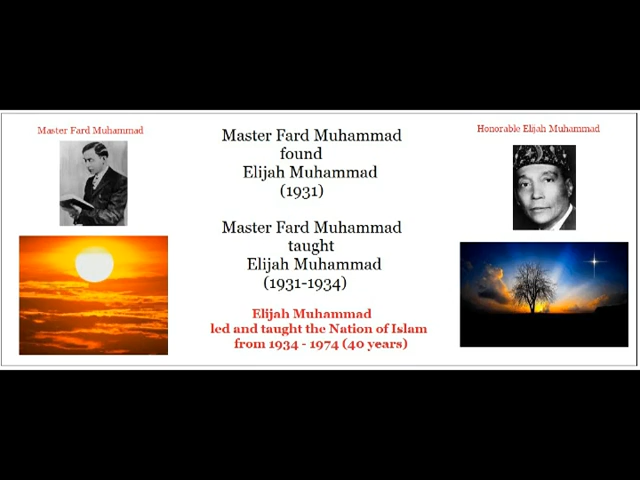 Master Fard Muhammad
Honorable Elijah Muhammad
Master Fard Muhammad
found
Elijah Muhammad
(1931)
Master Fard Muhammad
taught
Elijah Muhammad
(1931-1934)
Elijah Muhammad
led and taught the Nation of Islam
from 1934 - 1974 (40 years)